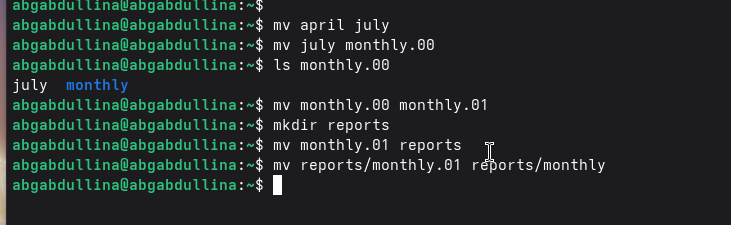 abgabdullina@abgabdullina:~$
abgabdullina@abgabdullina:~$ mv april july
abgabdullina@abgabdullina:~$ mv july monthly.00
abgabdullina@abgabdullina:~$ ls monthly.00
july  monthly
abgabdullina@abgabdullina:~$ mv monthly.00 monthly.01
abgabdullina@abgabdullina:~$ mkdir reports
abgabdullina@abgabdullina:~$ mv monthly.01 reports
abgabdullina@abgabdullina:~$ mv reports/monthly.01 reports/monthly
abgabdullina@abgabdullina:~$